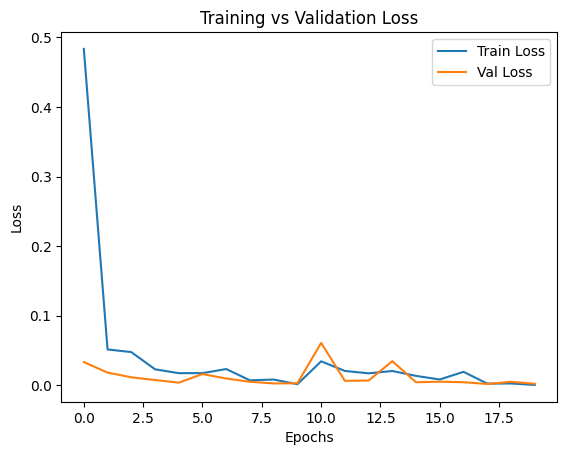 Training vs Validation Loss
Train Loss
Val Loss
0.5
0.4
0.3
0.2
0.1
0.0
Loss
0.0 2.5 5.0 7.5 10.0 12.5 15.0 17.5
Epochs